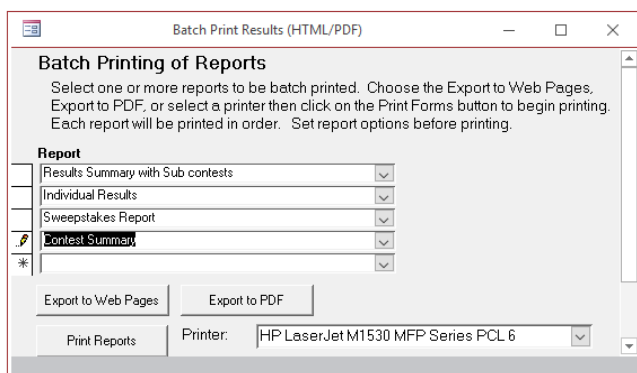 Batch Print Results (HTML/PDF)
Batch Printing of Reports
Select one or more reports to be batch printed. Choose the Export to Web Pages,
Export to PDF, or select a printer then click on the Print Forms button to begin printing.
Each report will be printed in order. Set report options before printing.
Report
Results Summary with Sub contests
Individual Results
Sweepstakes Report
Contest Summary
Export to Web Pages Export to PDF
Print Reports Printer: HP LaserJet M1530 MFP Series PCL 6